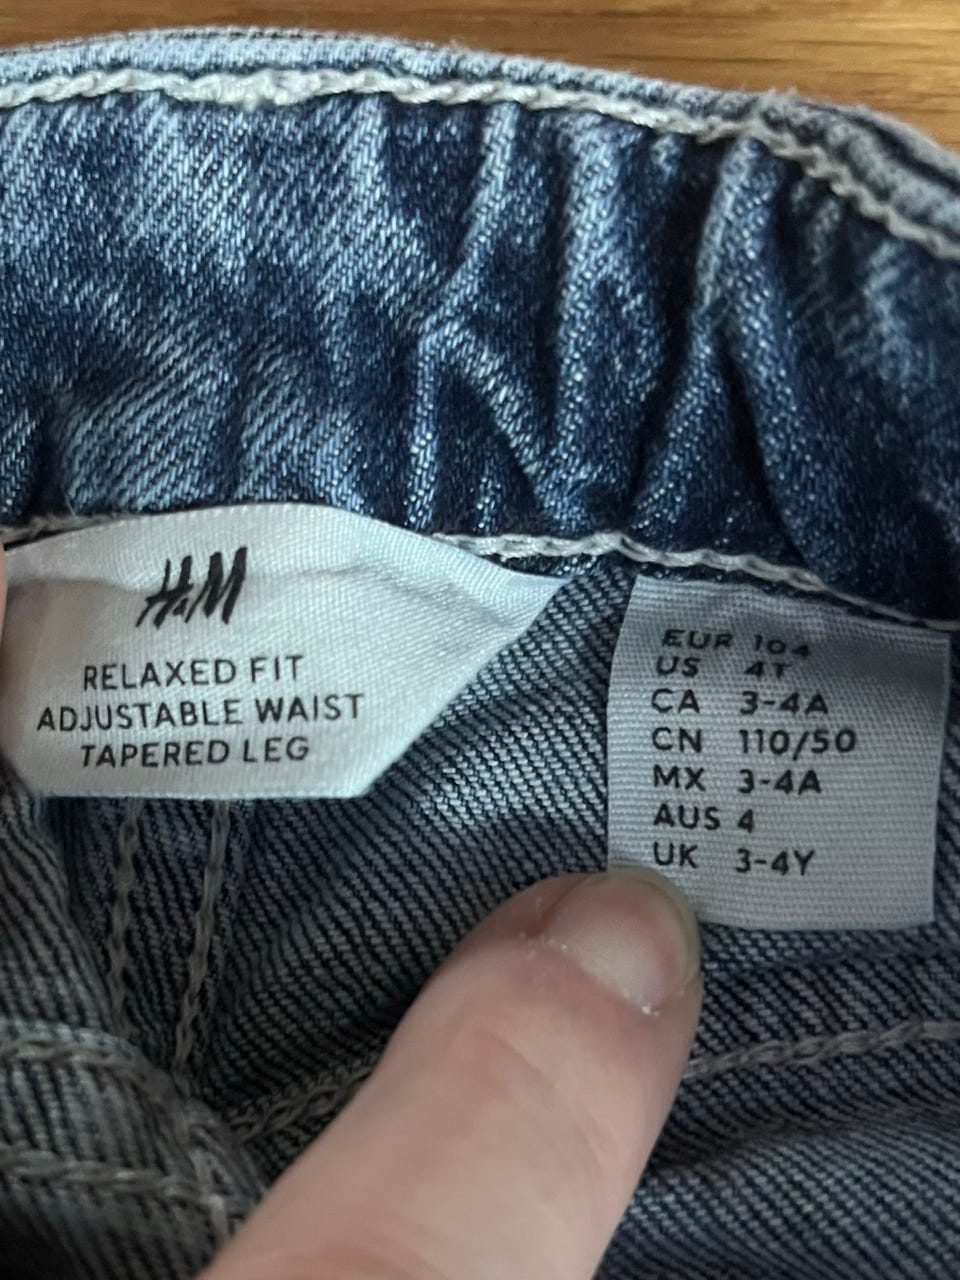 H&M
RELAXED FIT
ADJUSTABLE WAIST
TAPERED LEG
EUR 104
US 4T
CA 3-4A
CN 110/50
MX 3-4A
AUS 4
UK 3-4Y